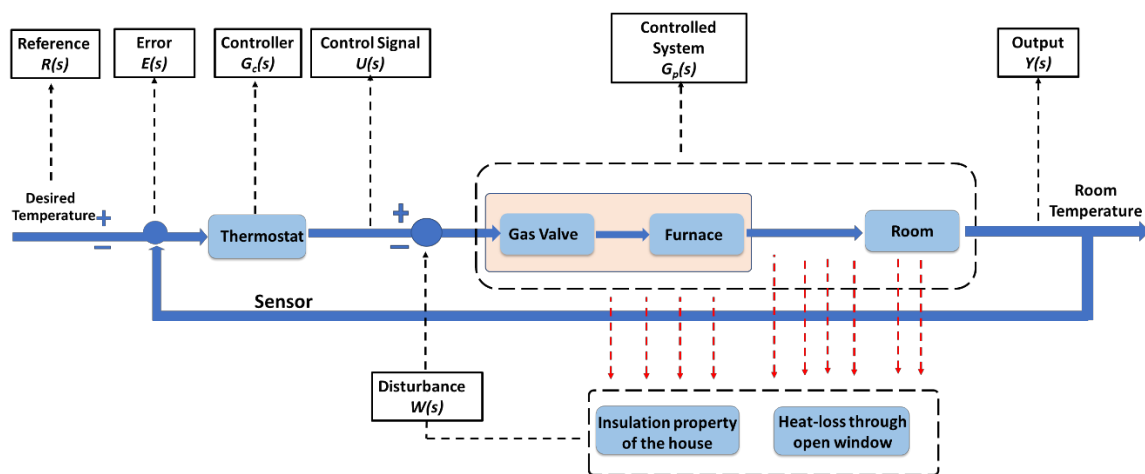 Reference
R(s)
Error
E(s)
Controller
Gc(s)
Control Signal
U(s)
Controlled
System
Gp(s)
Output
Y(s)
Desired
Temperature
+
−
Thermostat
+
−
Gas Valve
Furnace
Room
Room
Temperature
Sensor
Disturbance
W(s)
Insulation property
of the house
Heat-loss through
open window